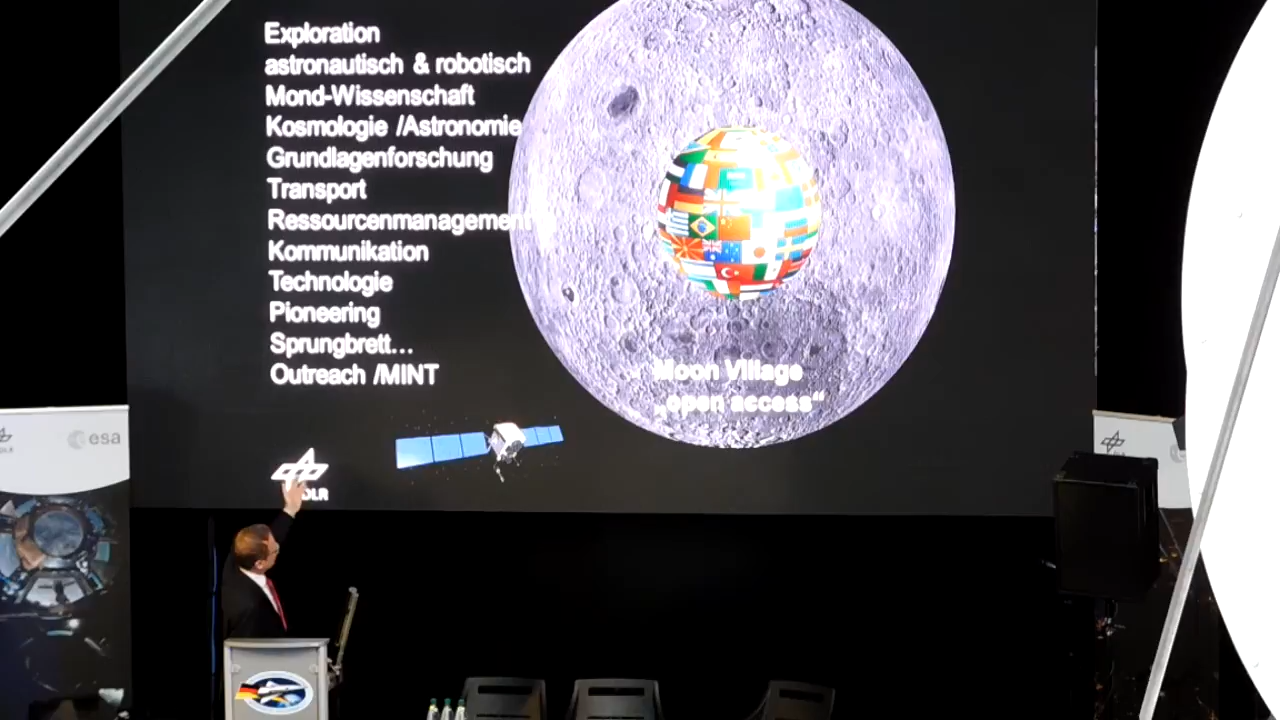 Exploration
astronautisch & robotisch
Mond-Wissenschaft
Kosmologie /Astronomie
Grundlagenforschung
Transport
Ressourcenmanagement
Kommunikation
Technologie
Pioneering
Sprungbrett...
Outreach /MINT
Moon Village
„open access“
DLR
esa